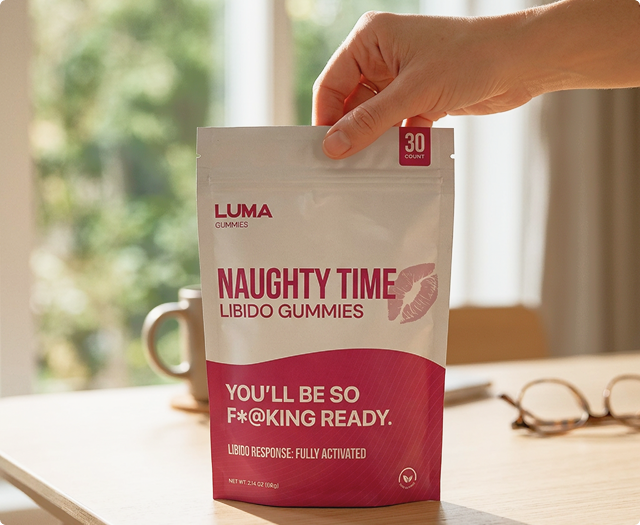 30
COUNT
LUMA
GUMMIES
NAUGHTY TIME
LIBIDO GUMMIES
YOU'LL BE SO
F*@KING READY.
LIBIDO RESPONSE: FULLY ACTIVATED
NET WT 2.14 OZ